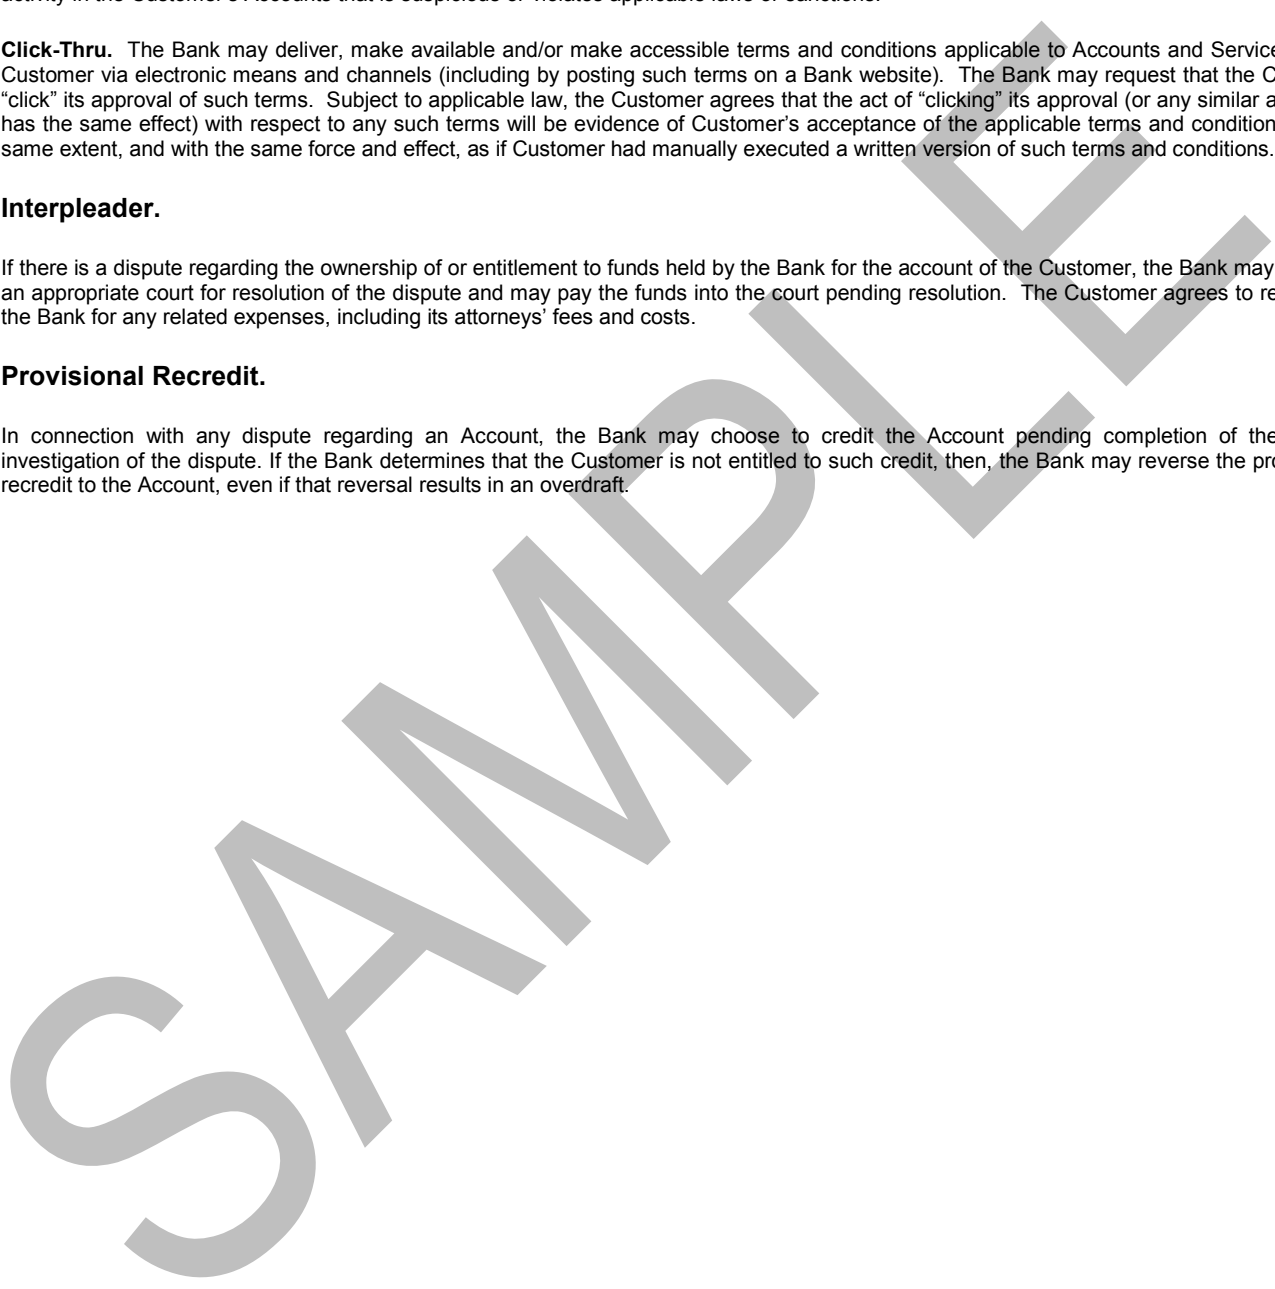 activity in the Customer's Accounts that is suspicious or violates applicable laws or sanctions.
Click-Thru. The Bank may deliver, make available and/or make accessible terms and conditions applicable to Accounts and Service
Customer via electronic means and channels (including by posting such terms on a Bank website). The Bank may request that the C
“click” its approval of such terms. Subject to applicable law, the Customer agrees that the act of “clicking” its approval (or any similar a
has the same effect) with respect to any such terms will be evidence of Customer’s acceptance of the applicable terms and condition
same extent, and with the same force and effect, as if Customer had manually executed a written version of such terms and conditions.
Interpleader.
If there is a dispute regarding the ownership of or entitlement to funds held by the Bank for the account of the Customer, the Bank may
an appropriate court for resolution of the dispute and may pay the funds into the court pending resolution. The Customer agrees to re
the Bank for any related expenses, including its attorneys’ fees and costs.
Provisional Recredit.
In connection with any dispute regarding an Account, the Bank may choose to credit the Account pending completion of the
investigation of the dispute. If the Bank determines that the Customer is not entitled to such credit, then, the Bank may reverse the pro
recredit to the Account, even if that reversal results in an overdraft.
SAMPLE